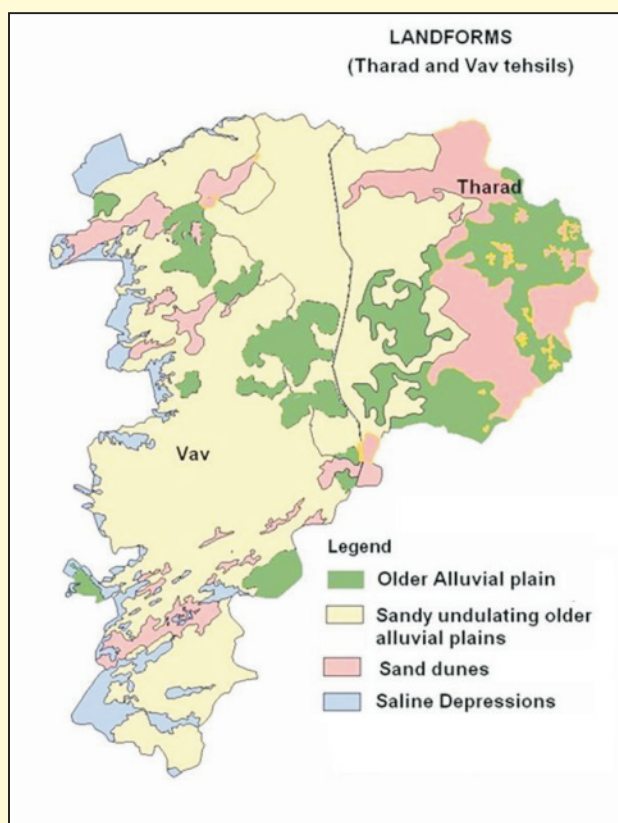 LANDFORMS
(Tharad and Vav tehsils)
Tharad
Vav
Legend
Older Alluvial plain
Sandy undulating older
alluvial plains
Sand dunes
Saline Depressions